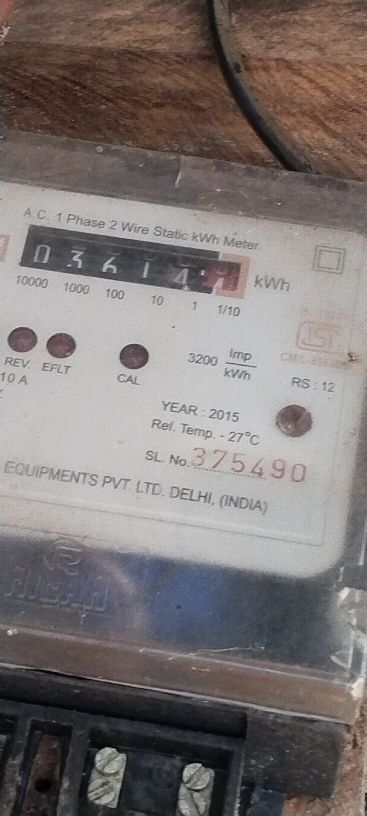 A.C. 1 Phase 2 Wire Static kWh Meter.
0 3 6 1 4 kWh
10000 1000 100 10 1 1/10
REV. EFLT CAL 3200 Imp/kWh
10 A RS : 12
YEAR : 2015
Ref. Temp. - 27°C
SL. No. 375490
EQUIPMENTS PVT. LTD. DELHI, (INDIA)